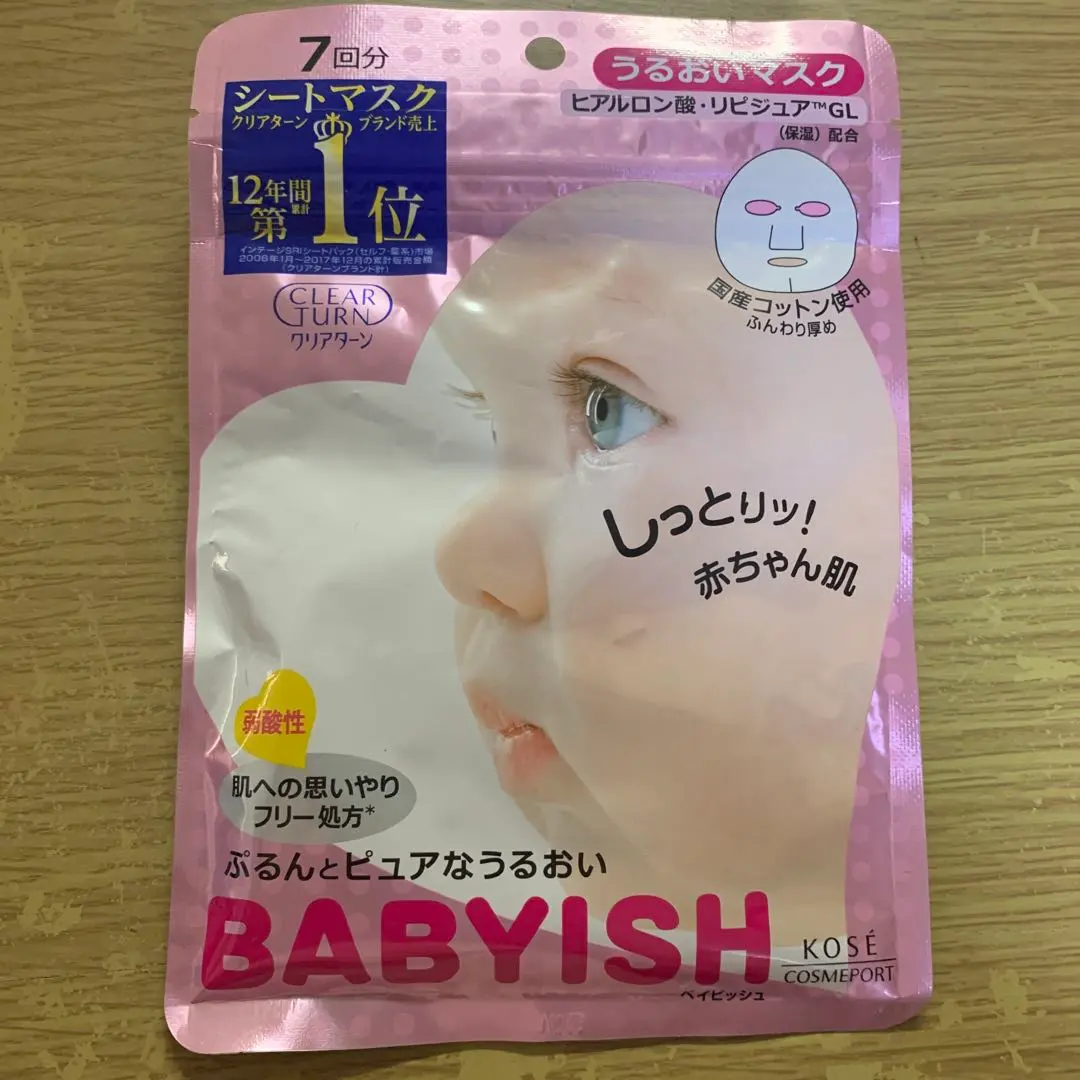 7回分
シートマスク
クリアターン ブランド売上
12年間
累計
第1位
インテージSRIシートパック(セルフ・薬系)市場
2006年1月〜2017年12月の累計販売金額
(クリアターンブランド計)
CLEAR
TURN
クリアターン
うるおいマスク
ヒアルロン酸・リピジュア™GL
(保湿) 配合
国産コットン使用
ふんわり厚め
しっとりッ!
赤ちゃん肌
弱酸性
肌への思いやり
フリー処方*
ぷるんとピュアなうるおい
BABYISH
ベイビッシュ
KOSÉ
COSMEPORT